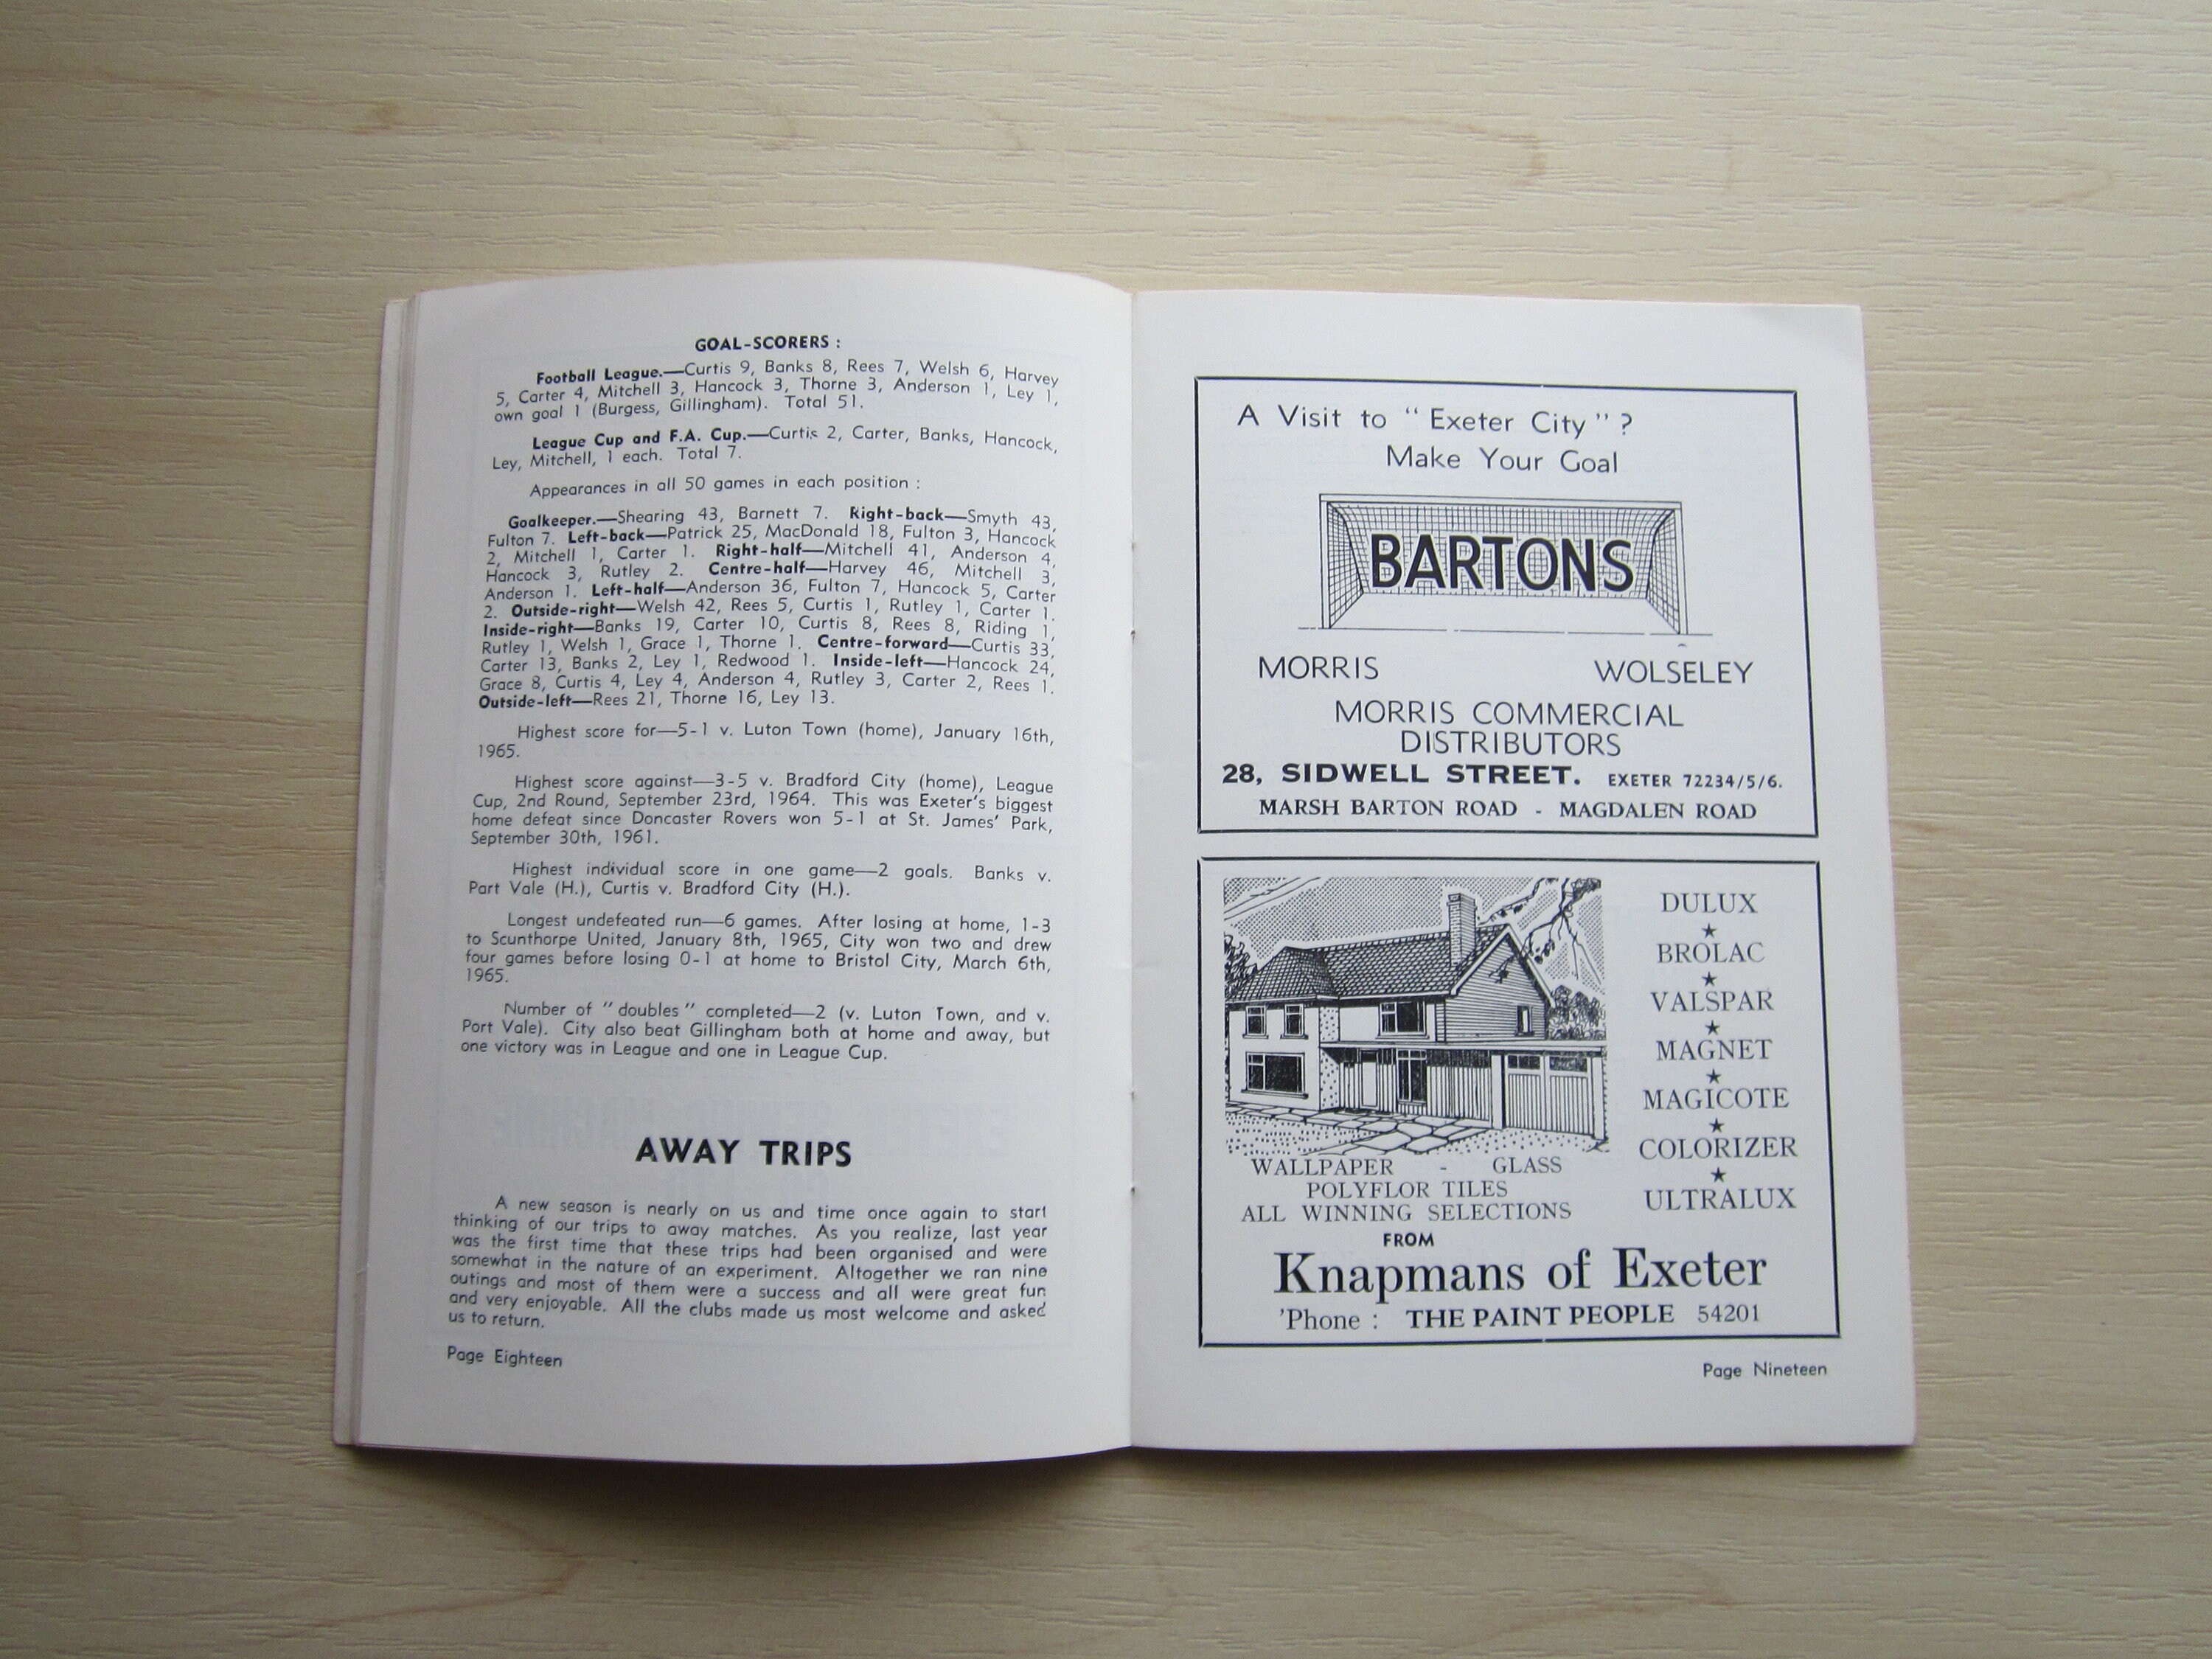 GOAL-SCORERS :
Football League.—Curtis 9, Banks 8, Rees 7, Welsh 6, Harvey
5, Carter 4, Mitchell 3, Hancock 3, Thorne 3, Anderson 1, Ley 1,
own goal 1 (Burgess, Gillingham). Total 51.
League Cup and F.A. Cup.—Curtis 2, Carter, Banks, Hancock,
Ley, Mitchell, 1 each. Total 7.
Appearances in all 50 games in each position :
Goalkeeper.—Shearing 43, Barnett 7. Right-back—Smyth 43,
Fulton 7. Left-back—Patrick 25, MacDonald 18, Fulton 3, Hancock
2, Mitchell 1, Carter 1. Right-half—Mitchell 41, Anderson 4,
Hancock 3, Rutley 2. Centre-half—Harvey 46, Mitchell 3,
Anderson 1. Left-half—Anderson 36, Fulton 7, Hancock 5, Carter
2. Outside-right—Welsh 42, Rees 5, Curtis 1, Rutley 1, Carter 1.
Inside-right—Banks 19, Carter 10, Curtis 8, Rees 8, Riding 1,
Rutley 1, Welsh 1, Grace 1, Thorne 1. Centre-forward—Curtis 33,
Carter 13, Banks 2, Ley 1, Redwood 1. Inside-left—Hancock 24,
Grace 8, Curtis 4, Ley 4, Anderson 4, Rutley 3, Carter 2, Rees 1.
Outside-left—Rees 21, Thorne 16, Ley 13.
Highest score for—5-1 v. Luton Town (home), January 16th,
1965.
Highest score against—3-5 v. Bradford City (home), League
Cup, 2nd Round, September 23rd, 1964. This was Exeter's biggest
home defeat since Doncaster Rovers won 5-1 at St. James' Park,
September 30th, 1961.
Highest individual score in one game—2 goals. Banks v.
Part Vale (H.), Curtis v. Bradford City (H.).
Longest undefeated run—6 games. After losing at home, 1-3
to Scunthorpe United, January 8th, 1965, City won two and drew
four games before losing 0-1 at home to Bristol City, March 6th,
1965.
Number of "doubles" completed—2 (v. Luton Town, and v.
Port Vale). City also beat Gillingham both at home and away, but
one victory was in League and one in League Cup.
AWAY TRIPS
A new season is nearly on us and time once again to start
thinking of our trips to away matches. As you realize, last year
was the first time that these trips had been organised and were
somewhat in the nature of an experiment. Altogether we ran nine
outings and most of them were a success and all were great fun
and very enjoyable. All the clubs made us most welcome and asked
us to return.
Page Eighteen
A Visit to "Exeter City"?
Make Your Goal
BARTONS
MORRIS WOLSELEY
MORRIS COMMERCIAL
DISTRIBUTORS
28, SIDWELL STREET. EXETER 72234/5/6.
MARSH BARTON ROAD - MAGDALEN ROAD
DULUX
★
BROLAC
★
VALSPAR
★
MAGNET
★
MAGICOTE
★
COLORIZER
★
ULTRALUX
WALLPAPER - GLASS
POLYFLOR TILES
ALL WINNING SELECTIONS
FROM
Knapmans of Exeter
'Phone : THE PAINT PEOPLE 54201
Page Nineteen